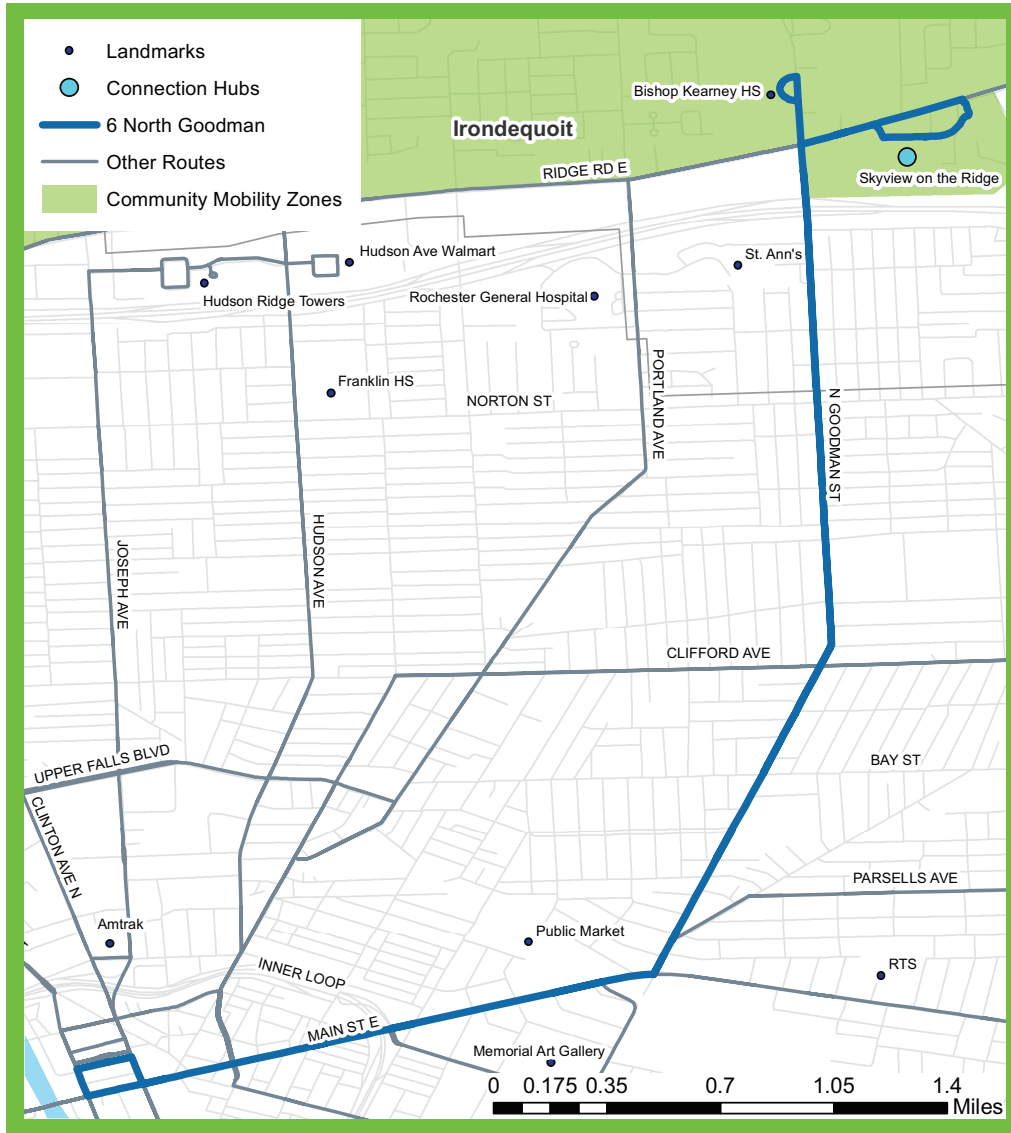 Landmarks
Connection Hubs
6 North Goodman
Other Routes
Community Mobility Zones
Bishop Kearney HS
Irondequoit
RIDGE RD E
Skyview on the Ridge
Hudson Ave Walmart
St. Ann's
Hudson Ridge Towers
Rochester General Hospital
Franklin HS
NORTON ST
PORTLAND AVE
N GOODMAN ST
JOSEPH AVE
HUDSON AVE
CLIFFORD AVE
UPPER FALLS BLVD
BAY ST
CLINTON AVE N
PARSELLS AVE
Amtrak
Public Market
INNER LOOP
RTS
MAIN ST E
Memorial Art Gallery
0 0.175 0.35 0.7 1.05 1.4
Miles